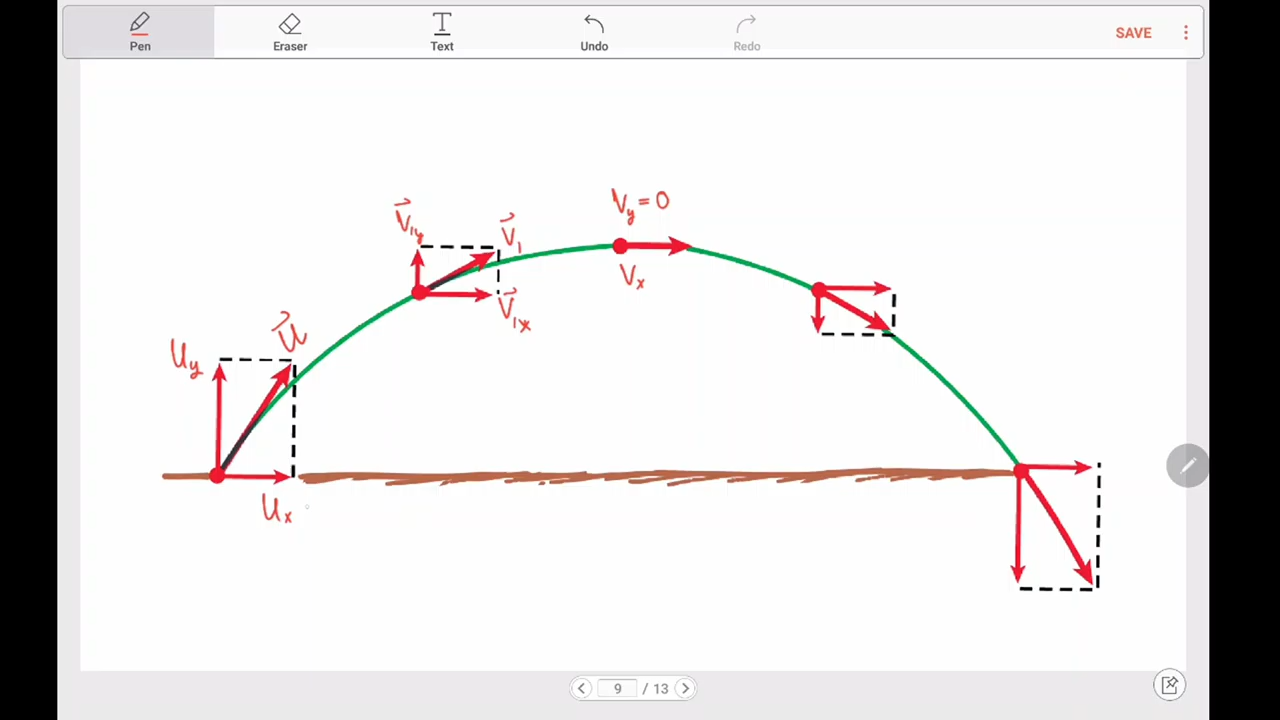 Pen
Eraser
Text
Undo
Redo
SAVE
V⃗1y
V⃗1
Vy = 0
Vx
V⃗1x
U⃗
Uy
Ux
9 / 13